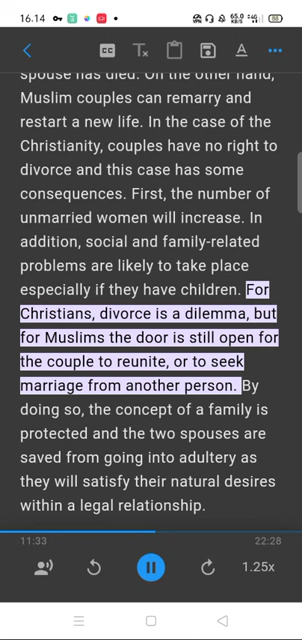 16.14
65.0 KB/s
4G
80
CC
A
spouse has died. On the other hand,
Muslim couples can remarry and
restart a new life. In the case of the
Christianity, couples have no right to
divorce and this case has some
consequences. First, the number of
unmarried women will increase. In
addition, social and family-related
problems are likely to take place
especially if they have children. For
Christians, divorce is a dilemma, but
for Muslims the door is still open for
the couple to reunite, or to seek
marriage from another person. By
doing so, the concept of a family is
protected and the two spouses are
saved from going into adultery as
they will satisfy their natural desires
within a legal relationship.
11:33
22:28
1.25x